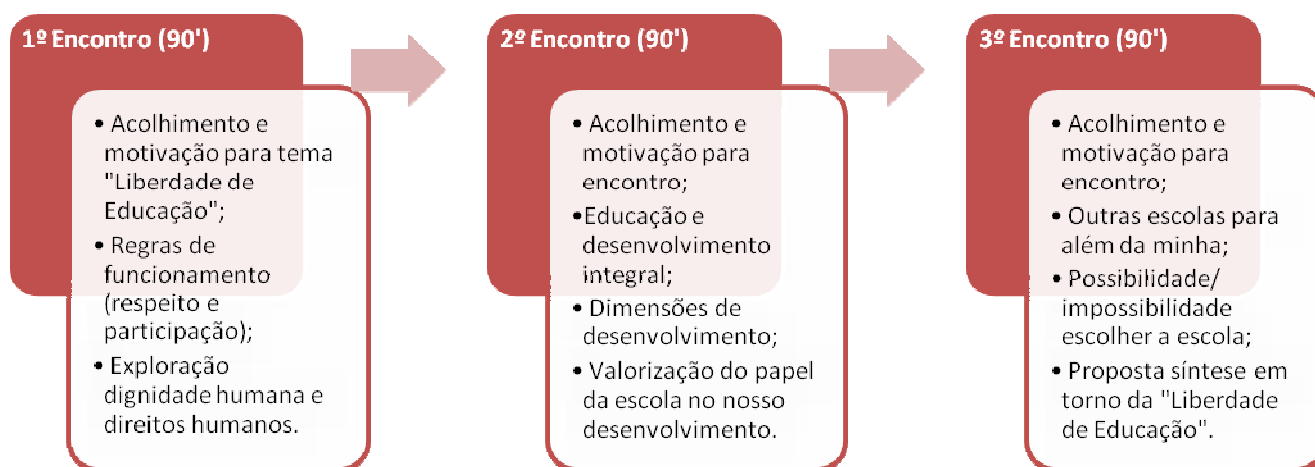 1º Encontro (90')
• Acolhimento e
motivação para tema
"Liberdade de
Educação";
• Regras de
funcionamento
(respeito e
participação);
• Exploração
dignidade humana e
direitos humanos.
2º Encontro (90')
• Acolhimento e
motivação para
encontro;
•Educação e
desenvolvimento
integral;
• Dimensões de
desenvolvimento;
• Valorização do papel
da escola no nosso
desenvolvimento.
3º Encontro (90')
• Acolhimento e
motivação para
encontro;
• Outras escolas para
além da minha;
• Possibilidade/
impossibilidade
escolher a escola;
• Proposta síntese em
torno da "Liberdade
de Educação".